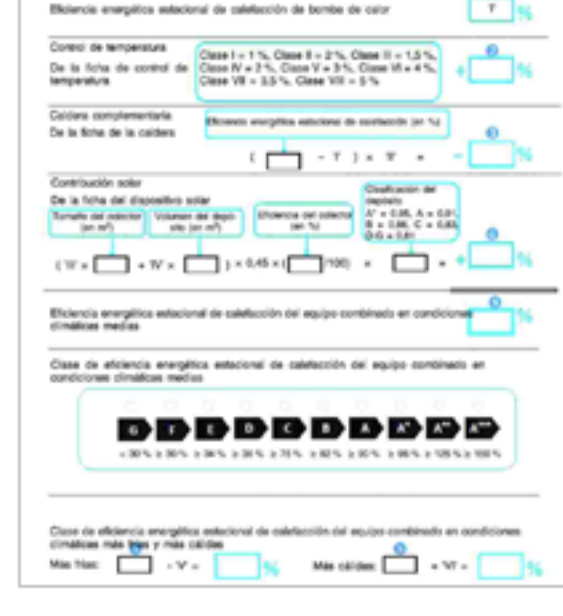 Eficiencia energética estacional de calefacción de bomba de calor
'I' %
Control de temperatura
De la ficha de control de temperatura
Clase I = 1 %, Clase II = 2 %, Clase III = 1,5 %,
Clase IV = 2 %, Clase V = 3 %, Clase VI = 4 %,
Clase VII = 3,5 %, Clase VIII = 5 %
+ %
Caldera complementaria
De la ficha de la caldera
Eficiencia energética estacional de calefacción (en %)
( - 'I' ) × 'II' = - %
Contribución solar
De la ficha del dispositivo solar
Tamaño del colector (en m²)
Volumen del depósito (en m³)
Eficiencia del colector (en %)
Clasificación del depósito
A* = 0,95, A = 0,91,
B = 0,86, C = 0,83,
D-G = 0,81
( 'III' × + 'IV' × ) × 0,45 × ( /100) × = + %
Eficiencia energética estacional de calefacción del equipo combinado en condiciones
climáticas medias
%
Clase de eficiencia energética estacional de calefacción del equipo combinado en
condiciones climáticas medias
G F E D C B A A⁺ A⁺⁺ A⁺⁺⁺
< 30 % ≥ 30 % ≥ 34 % ≥ 36 % ≥ 75 % ≥ 82 % ≥ 90 % ≥ 98 % ≥ 125 % ≥ 150 %
Clase de eficiencia energética estacional de calefacción del equipo combinado en condiciones
climáticas más frías y más cálidas
Más frías: - 'V' = % Más cálidas: + 'VI' = %